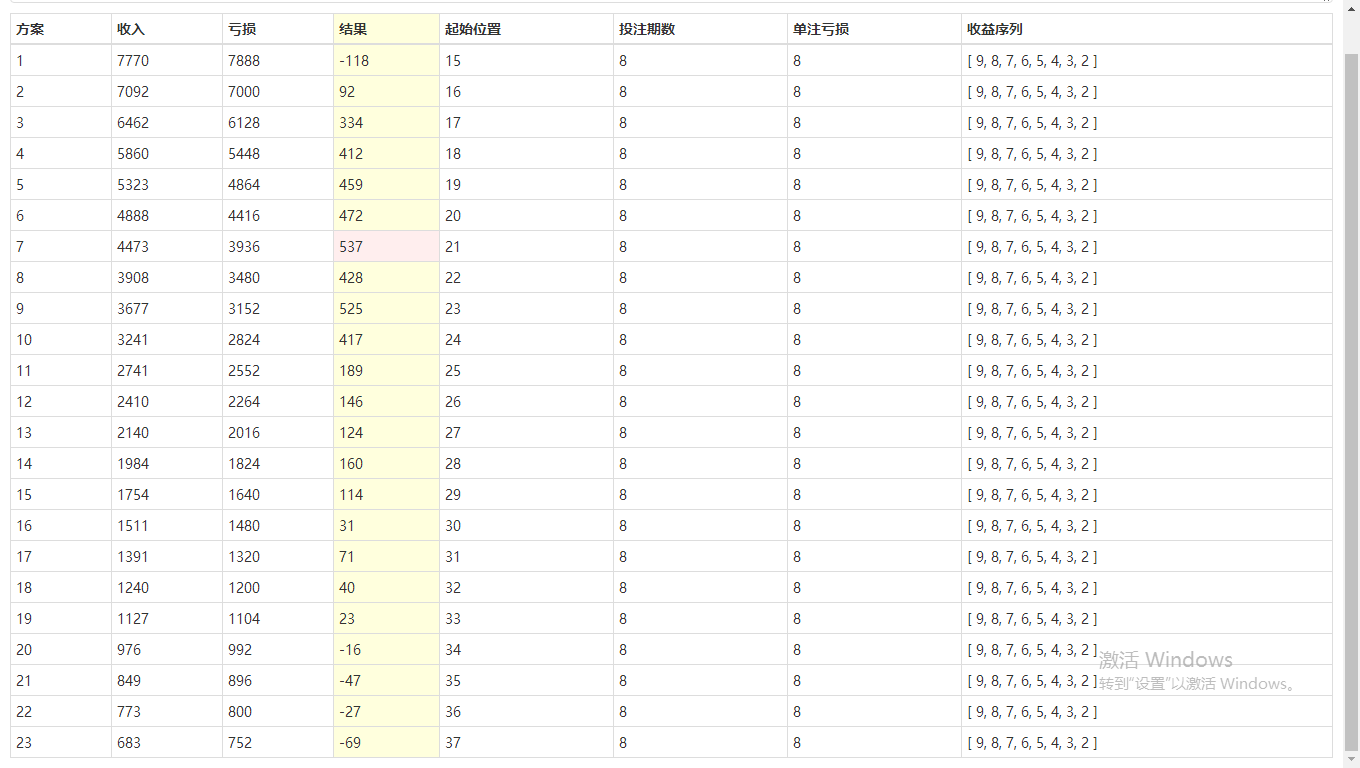 方案 收入 亏损 结果 起始位置 投注期数 单注亏损 收益序列
1 7770 7888 -118 15 8 8 [ 9, 8, 7, 6, 5, 4, 3, 2 ]
2 7092 7000 92 16 8 8 [ 9, 8, 7, 6, 5, 4, 3, 2 ]
3 6462 6128 334 17 8 8 [ 9, 8, 7, 6, 5, 4, 3, 2 ]
4 5860 5448 412 18 8 8 [ 9, 8, 7, 6, 5, 4, 3, 2 ]
5 5323 4864 459 19 8 8 [ 9, 8, 7, 6, 5, 4, 3, 2 ]
6 4888 4416 472 20 8 8 [ 9, 8, 7, 6, 5, 4, 3, 2 ]
7 4473 3936 537 21 8 8 [ 9, 8, 7, 6, 5, 4, 3, 2 ]
8 3908 3480 428 22 8 8 [ 9, 8, 7, 6, 5, 4, 3, 2 ]
9 3677 3152 525 23 8 8 [ 9, 8, 7, 6, 5, 4, 3, 2 ]
10 3241 2824 417 24 8 8 [ 9, 8, 7, 6, 5, 4, 3, 2 ]
11 2741 2552 189 25 8 8 [ 9, 8, 7, 6, 5, 4, 3, 2 ]
12 2410 2264 146 26 8 8 [ 9, 8, 7, 6, 5, 4, 3, 2 ]
13 2140 2016 124 27 8 8 [ 9, 8, 7, 6, 5, 4, 3, 2 ]
14 1984 1824 160 28 8 8 [ 9, 8, 7, 6, 5, 4, 3, 2 ]
15 1754 1640 114 29 8 8 [ 9, 8, 7, 6, 5, 4, 3, 2 ]
16 1511 1480 31 30 8 8 [ 9, 8, 7, 6, 5, 4, 3, 2 ]
17 1391 1320 71 31 8 8 [ 9, 8, 7, 6, 5, 4, 3, 2 ]
18 1240 1200 40 32 8 8 [ 9, 8, 7, 6, 5, 4, 3, 2 ]
19 1127 1104 23 33 8 8 [ 9, 8, 7, 6, 5, 4, 3, 2 ]
20 976 992 -16 34 8 8 [ 9, 8, 7, 6, 5, 4, 3, 2 ]
激活 Windows
21 849 896 -47 35 8 8 [ 9, 8, 7, 6, 5, 4, 3, 2 ]
转到“设置”以激活 Windows。
22 773 800 -27 36 8 8 [ 9, 8, 7, 6, 5, 4, 3, 2 ]
23 683 752 -69 37 8 8 [ 9, 8, 7, 6, 5, 4, 3, 2 ]